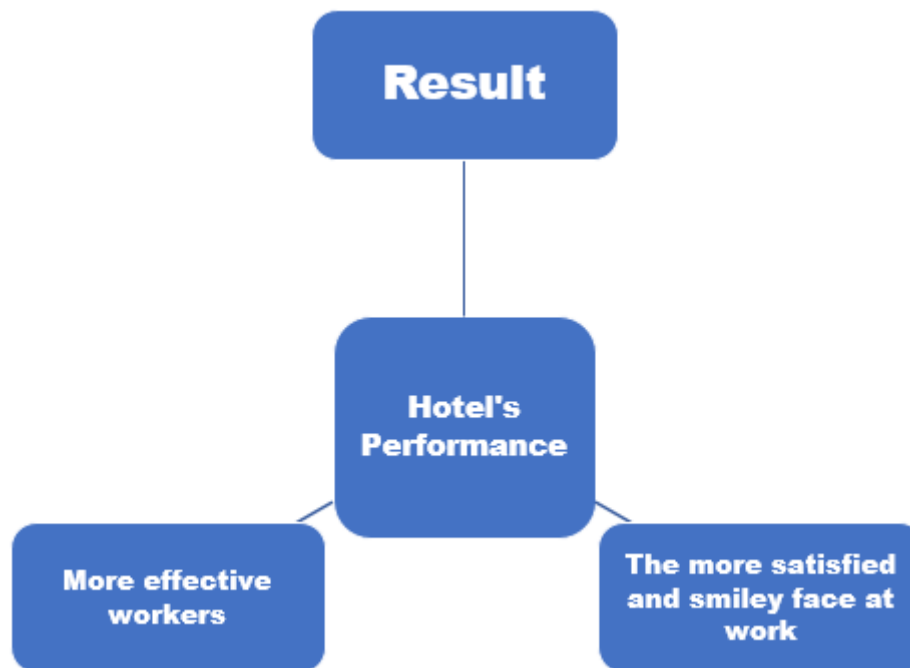 Result
Hotel's
Performance
More effective
workers
The more satisfied
and smiley face at
work